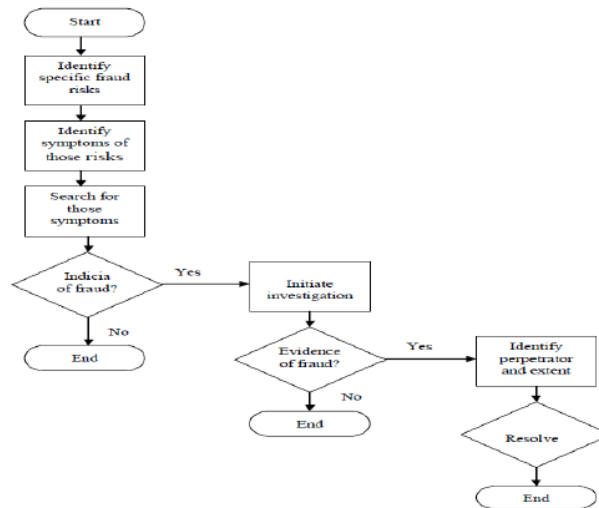 Start
Identify
specific fraud
risks
Identify
symptoms of
those risks
Search for
those
symptoms
Indicia
of fraud?
Yes
No
End
Initiate
investigation
Evidence
of fraud?
Yes
No
End
Identify
perpetrator
and extent
Resolve
End